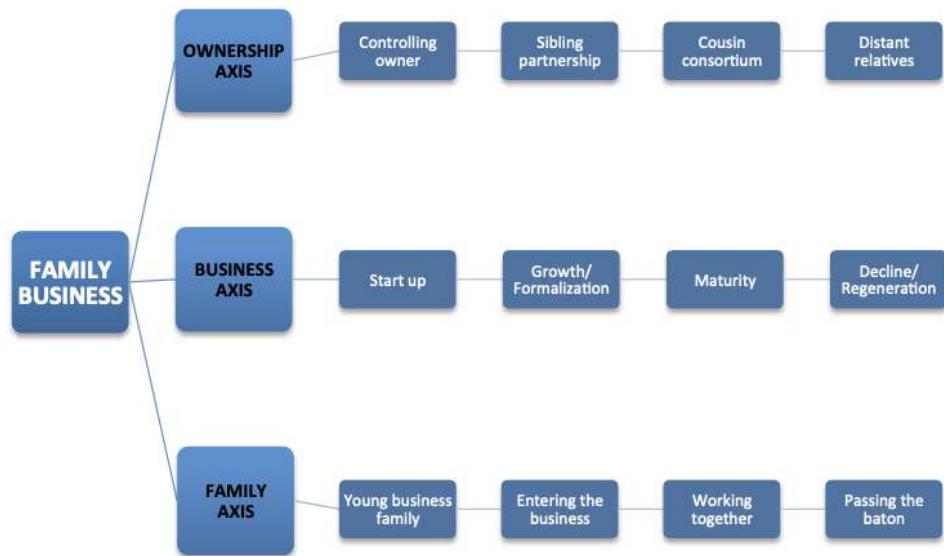 OWNERSHIP
AXIS
Controlling
owner
Sibling
partnership
Cousin
consortium
Distant
relatives
FAMILY
BUSINESS
BUSINESS
AXIS
Start up
Growth/
Formalization
Maturity
Decline/
Regeneration
FAMILY
AXIS
Young business
family
Entering the
business
Working
together
Passing the
baton